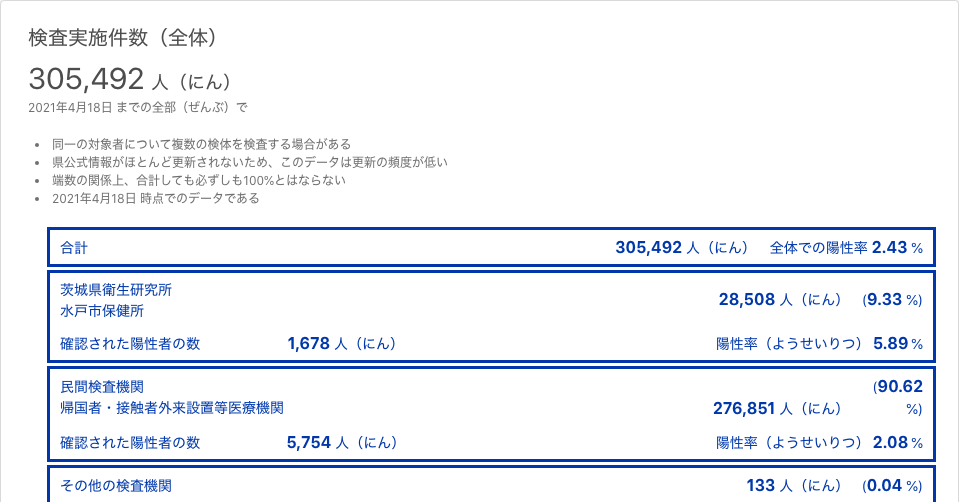 検査実施件数（全体）
305,492 人（にん）
2021年4月18日 までの全部（ぜんぶ）で
• 同一の対象者について複数の検体を検査する場合がある
• 県公式情報がほとんど更新されないため、このデータは更新の頻度が低い
• 端数の関係上、合計しても必ずしも100%とはならない
• 2021年4月18日 時点でのデータである
合計 305,492 人（にん） 全体での陽性率 2.43 %
茨城県衛生研究所
水戸市保健所
28,508 人（にん） (9.33 %)
確認された陽性者の数 1,678 人（にん） 陽性率（ようせいりつ） 5.89 %
民間検査機関
帰国者・接触者外来設置等医療機関
276,851 人（にん） (90.62
%)
確認された陽性者の数 5,754 人（にん） 陽性率（ようせいりつ） 2.08 %
その他の検査機関 133 人（にん） (0.04 %)